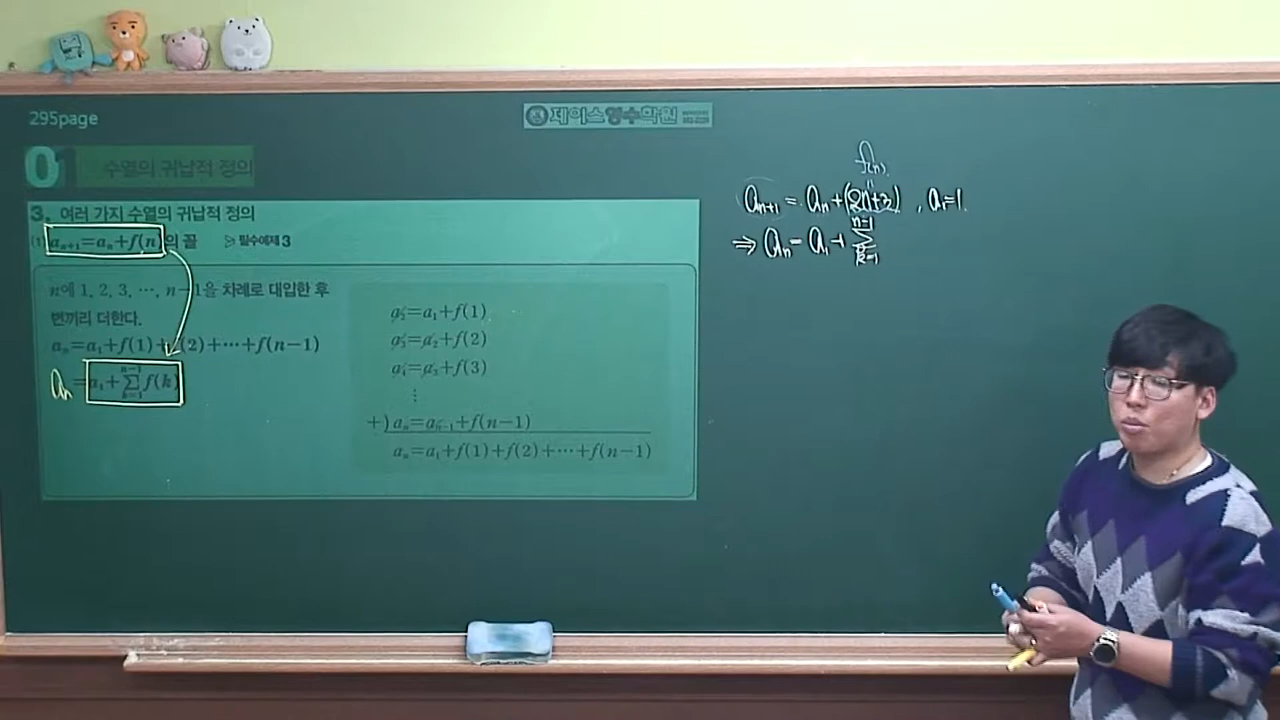 295page
제이스영수학원
01 수열의 귀납적 정의
3. 여러 가지 수열의 귀납적 정의
(1) aₙ₊₁=aₙ+f(n)의 꼴 ▷ 필수예제 3
n에 1, 2, 3, ⋯, n−1을 차례로 대입한 후
변끼리 더한다.
aₙ=a₁+f(1)+f(2)+⋯+f(n−1)
aₙ=a₁+∑ₖ₌₁ⁿ⁻¹ f(k)
a₂=a₁+f(1)
a₃=a₂+f(2)
a₄=a₃+f(3)
⋮
+) aₙ=aₙ₋₁+f(n−1)
aₙ=a₁+f(1)+f(2)+⋯+f(n−1)
f(n)
"
aₙ₊₁ = aₙ+(2n+3) , a₁=1.
⇒ aₙ = a₁+∑ₖ₌₁ⁿ⁻¹